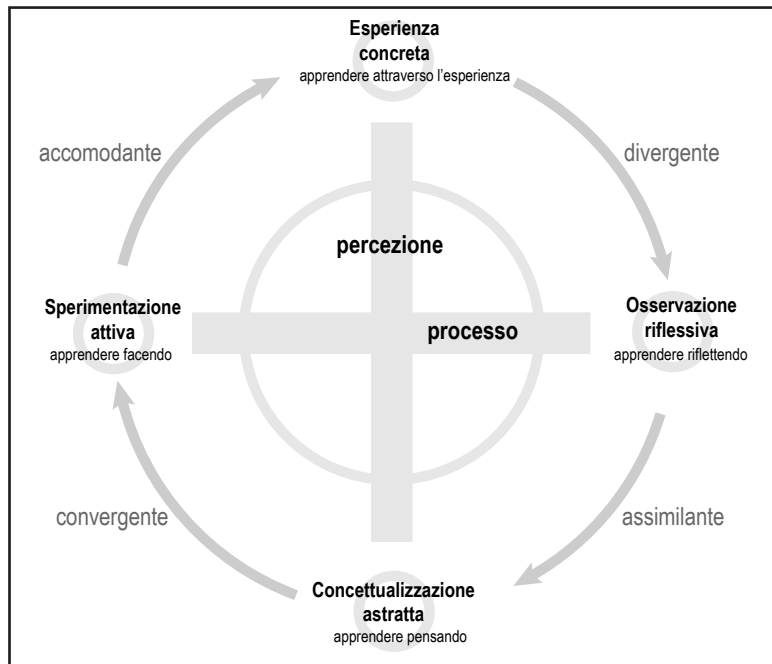 Esperienza
concreta
apprendere attraverso l'esperienza
accomodante
divergente
percezione
Sperimentazione
attiva
apprendere facendo
processo
Osservazione
riflessiva
apprendere riflettendo
convergente
assimilante
Concettualizzazione
astratta
apprendere pensando